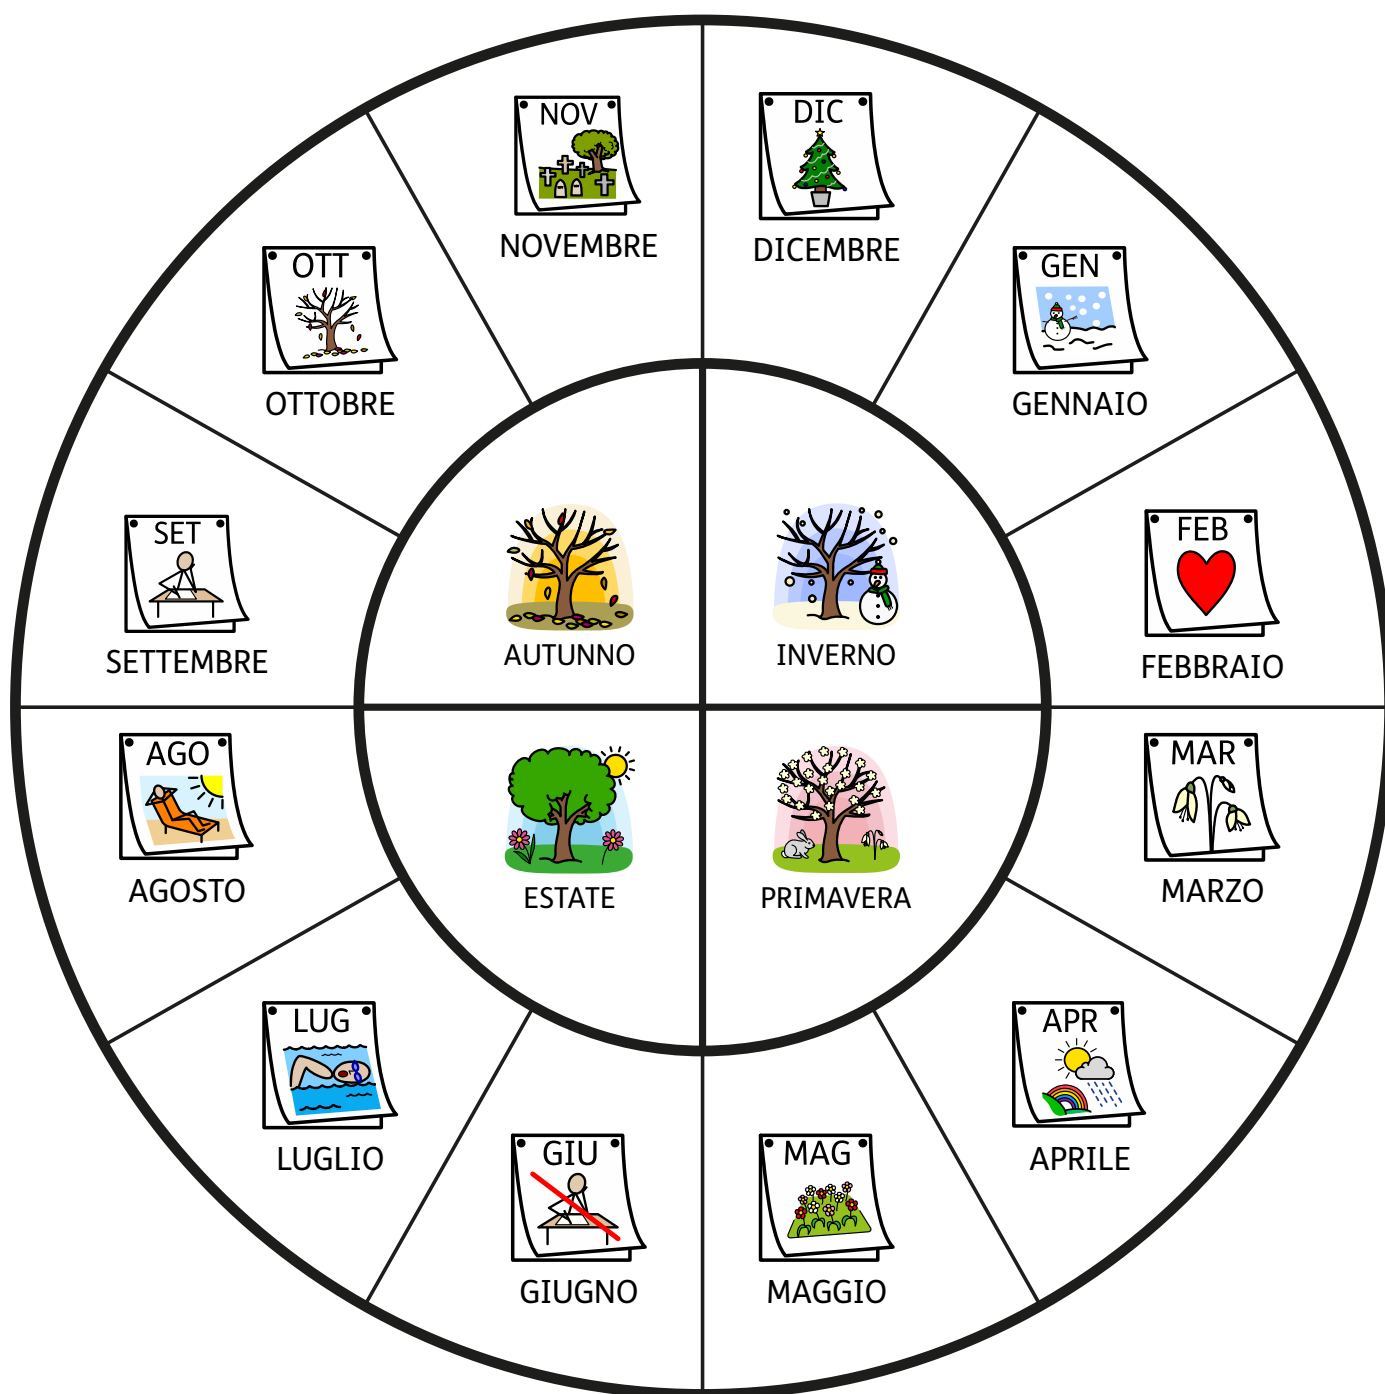 NOV
NOVEMBRE
DIC
DICEMBRE
OTT
OTTOBRE
GEN
GENNAIO
SET
SETTEMBRE
FEB
FEBBRAIO
AUTUNNO
INVERNO
AGO
AGOSTO
MAR
MARZO
ESTATE
PRIMAVERA
LUG
LUGLIO
APR
APRILE
GIU
GIUGNO
MAG
MAGGIO